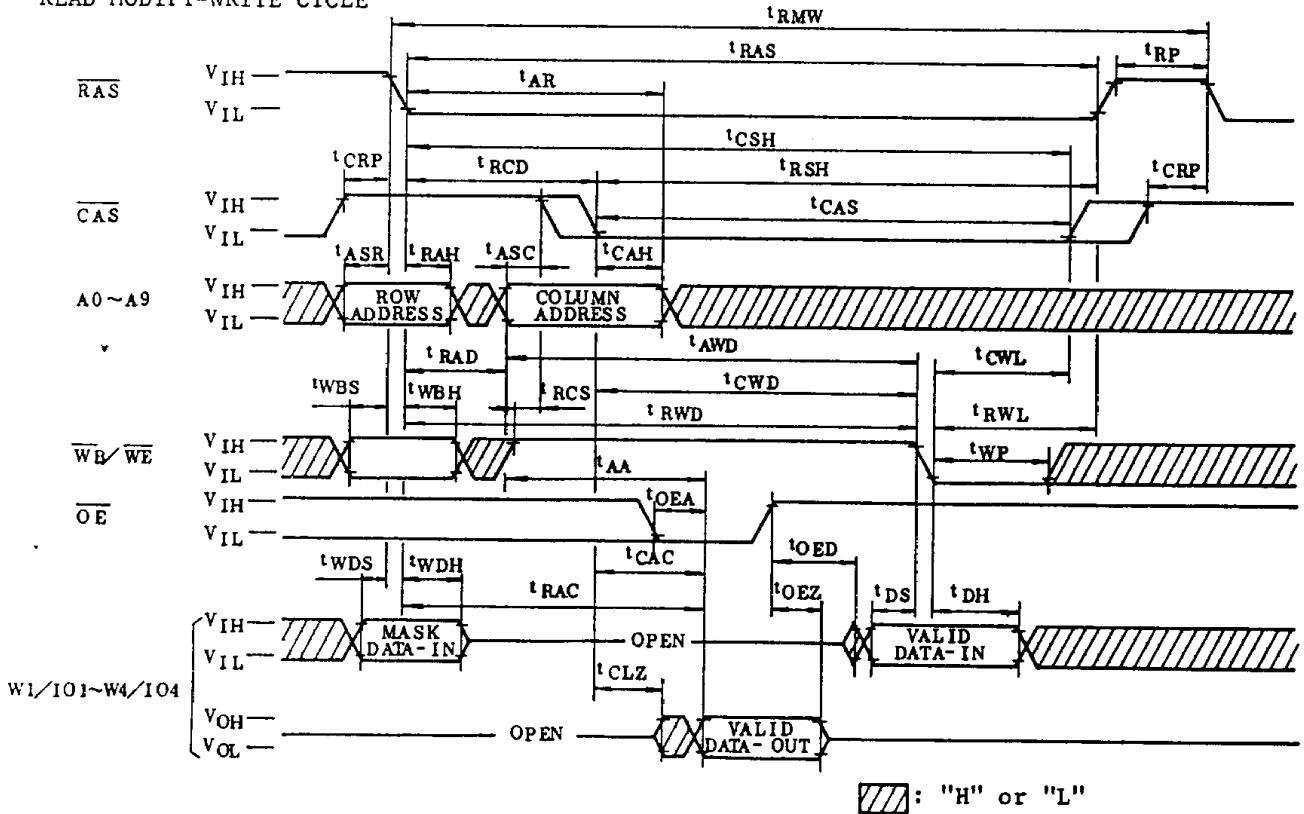 READ-MODIFY-WRITE CYCLE
tRMW
tRAS
tRP
RAS
VIH
VIL
tAR
tCSH
tCRP
tRCD
tRSH
tCRP
CAS
VIH
VIL
tCAS
tASR
tRAH
tASC
tCAH
A0~A9
VIH
VIL
ROW
ADDRESS
COLUMN
ADDRESS
tAWD
tRAD
tCWL
tWBS
tWBH
tRCS
tCWD
tRWD
tRWL
WB/WE
VIH
VIL
tWP
tAA
OE
VIH
VIL
tOEA
tCAC
tOED
tWDS
tWDH
tRAC
tOEZ
tDS
tDH
VIH
VIL
MASK
DATA-IN
OPEN
VALID
DATA-IN
W1/IO1~W4/IO4
tCLZ
VOH
VOL
OPEN
VALID
DATA-OUT
: "H" or "L"